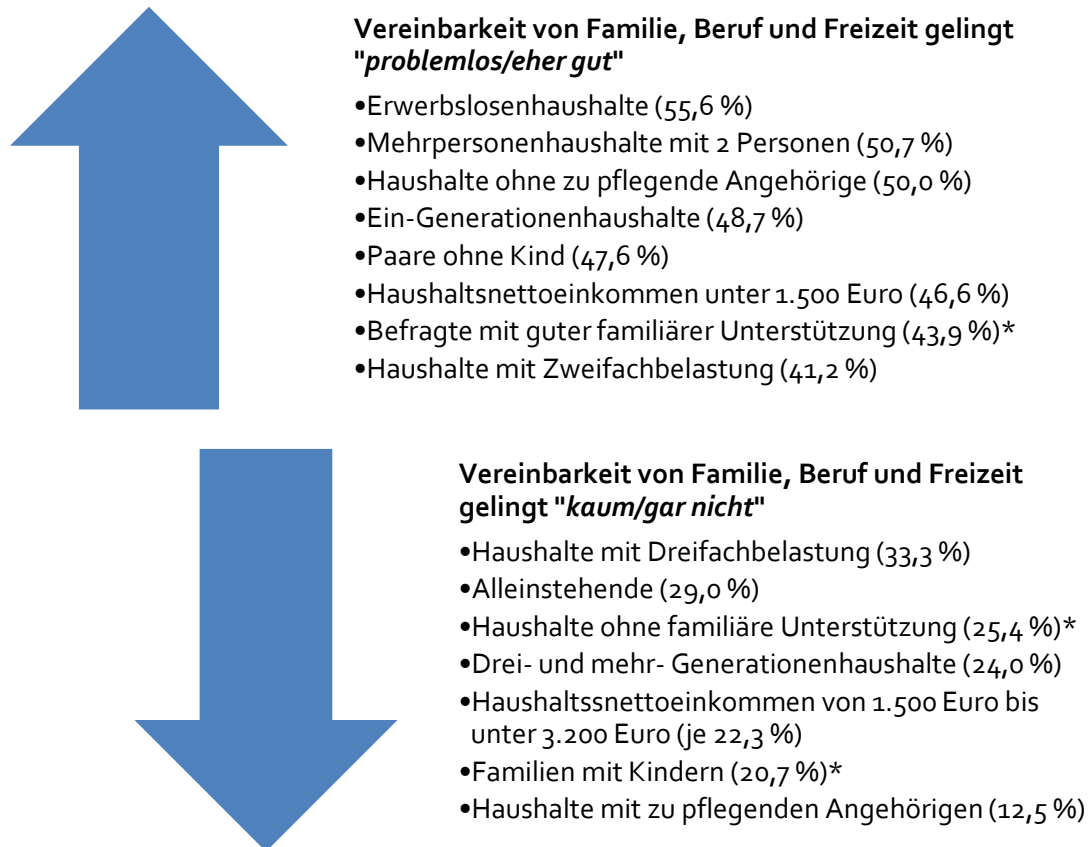 Vereinbarkeit von Familie, Beruf und Freizeit gelingt
"problemlos/eher gut"
•Erwerbslosenhaushalte (55,6 %)
•Mehrpersonenhaushalte mit 2 Personen (50,7 %)
•Haushalte ohne zu pflegende Angehörige (50,0 %)
•Ein-Generationenhaushalte (48,7 %)
•Paare ohne Kind (47,6 %)
•Haushaltsnettoeinkommen unter 1.500 Euro (46,6 %)
•Befragte mit guter familiärer Unterstützung (43,9 %)*
•Haushalte mit Zweifachbelastung (41,2 %)
Vereinbarkeit von Familie, Beruf und Freizeit
gelingt "kaum/gar nicht"
•Haushalte mit Dreifachbelastung (33,3 %)
•Alleinstehende (29,0 %)
•Haushalte ohne familiäre Unterstützung (25,4 %)*
•Drei- und mehr- Generationenhaushalte (24,0 %)
•Haushaltssnettoeinkommen von 1.500 Euro bis
unter 3.200 Euro (je 22,3 %)
•Familien mit Kindern (20,7 %)*
•Haushalte mit zu pflegenden Angehörigen (12,5 %)